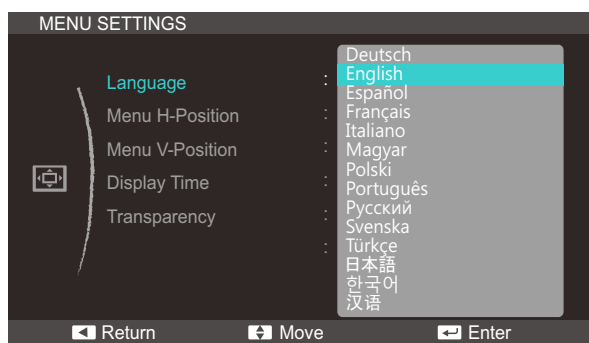 MENU SETTINGS
Language :
Menu H-Position :
Menu V-Position :
Display Time :
Transparency :
:
Deutsch
English
Español
Français
Italiano
Magyar
Polski
Português
Русский
Svenska
Türkçe
日本語
한국어
汉语
Return Move Enter